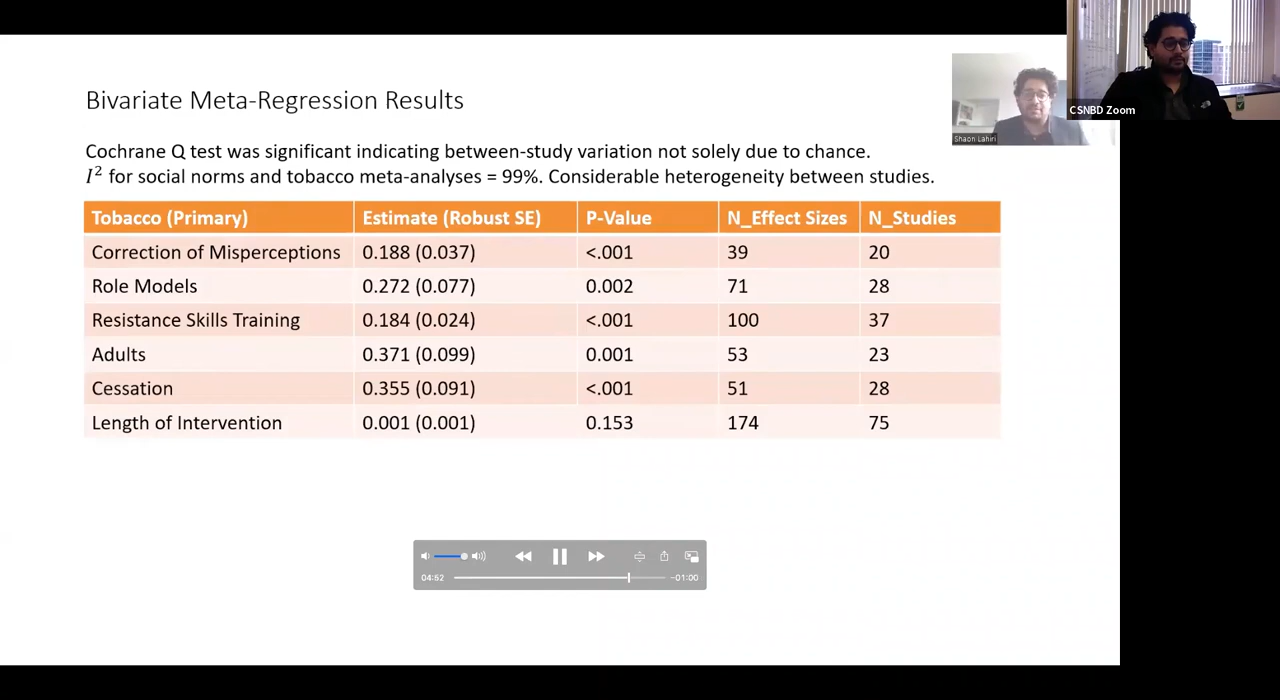 Bivariate Meta-Regression Results
Cochrane Q test was significant indicating between-study variation not solely due to chance.
I² for social norms and tobacco meta-analyses = 99%. Considerable heterogeneity between studies.
Tobacco (Primary) Estimate (Robust SE) P-Value N_Effect Sizes N_Studies
Correction of Misperceptions 0.188 (0.037) <.001 39 20
Role Models 0.272 (0.077) 0.002 71 28
Resistance Skills Training 0.184 (0.024) <.001 100 37
Adults 0.371 (0.099) 0.001 53 23
Cessation 0.355 (0.091) <.001 51 28
Length of Intervention 0.001 (0.001) 0.153 174 75
Shaon Lahiri
CSNBD Zoom
04:52 -01:00